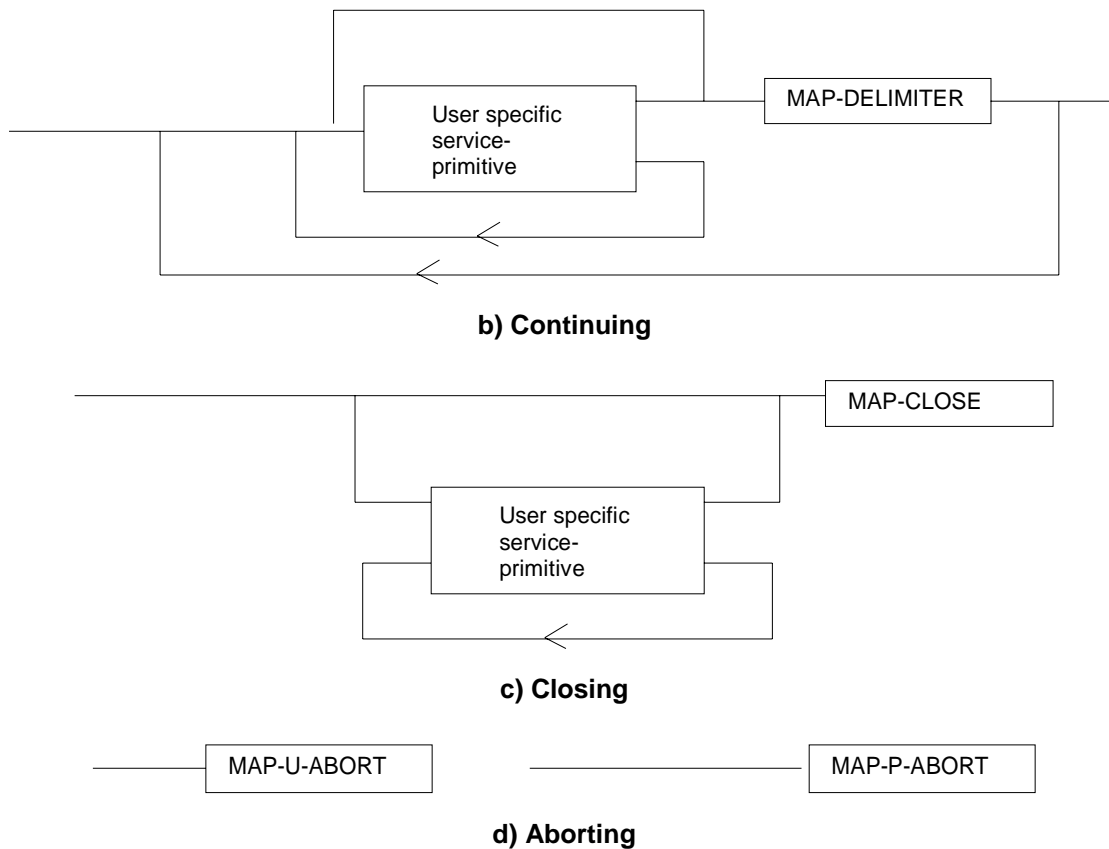 User specific
service-
primitive
MAP-DELIMITER
b) Continuing
MAP-CLOSE
User specific
service-
primitive
c) Closing
MAP-U-ABORT
MAP-P-ABORT
d) Aborting